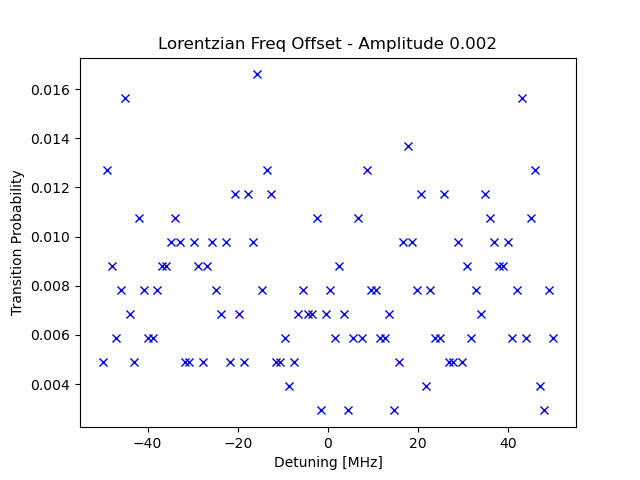 Lorentzian Freq Offset - Amplitude 0.002
0.016
0.014
0.012
0.010
0.008
0.006
0.004
Transition Probability
−40 −20 0 20 40
Detuning [MHz]